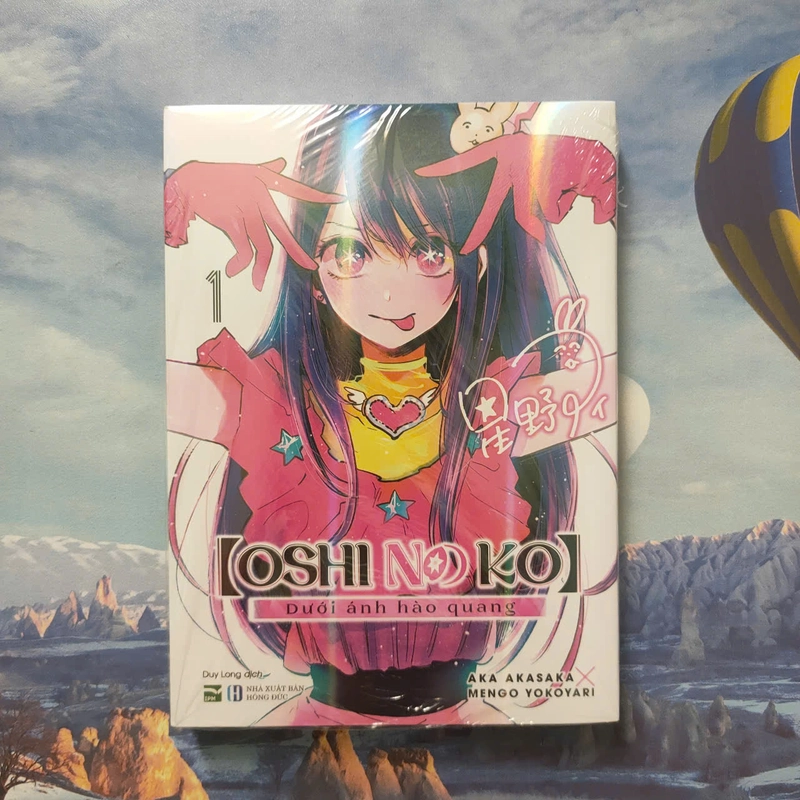 1
星野アイ
【OSHI NO KO】
Dưới ánh hào quang
Duy Long dịch
IPM
NHÀ XUẤT BẢN
HỒNG ĐỨC
AKA AKASAKA ×
MENGO YOKOYARI